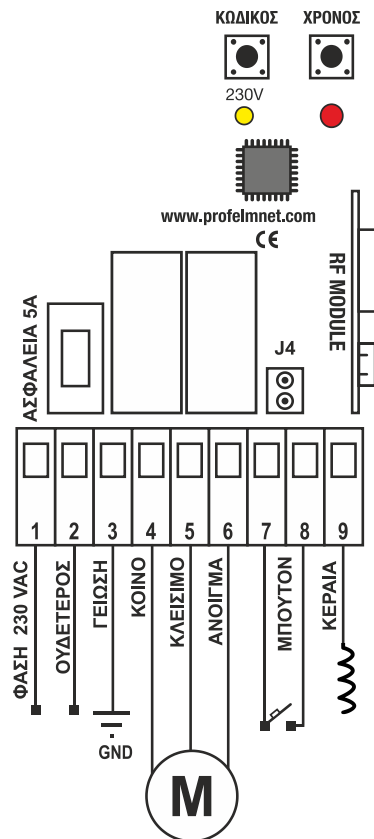 ΚΩΔΙΚΟΣ ΧΡΟΝΟΣ
230V
www.profelmnet.com
CE
RF MODULE
ΑΣΦΑΛΕΙΑ 5A
J4
1 2 3 4 5 6 7 8 9
ΦΑΣΗ 230 VAC
ΟΥΔΕΤΕΡΟΣ
ΓΕΙΩΣΗ
ΚΟΙΝΟ
ΚΛΕΙΣΙΜΟ
ΑΝΟΙΓΜΑ
ΜΠΟΥΤΟΝ
ΚΕΡΑΙΑ
GND
M